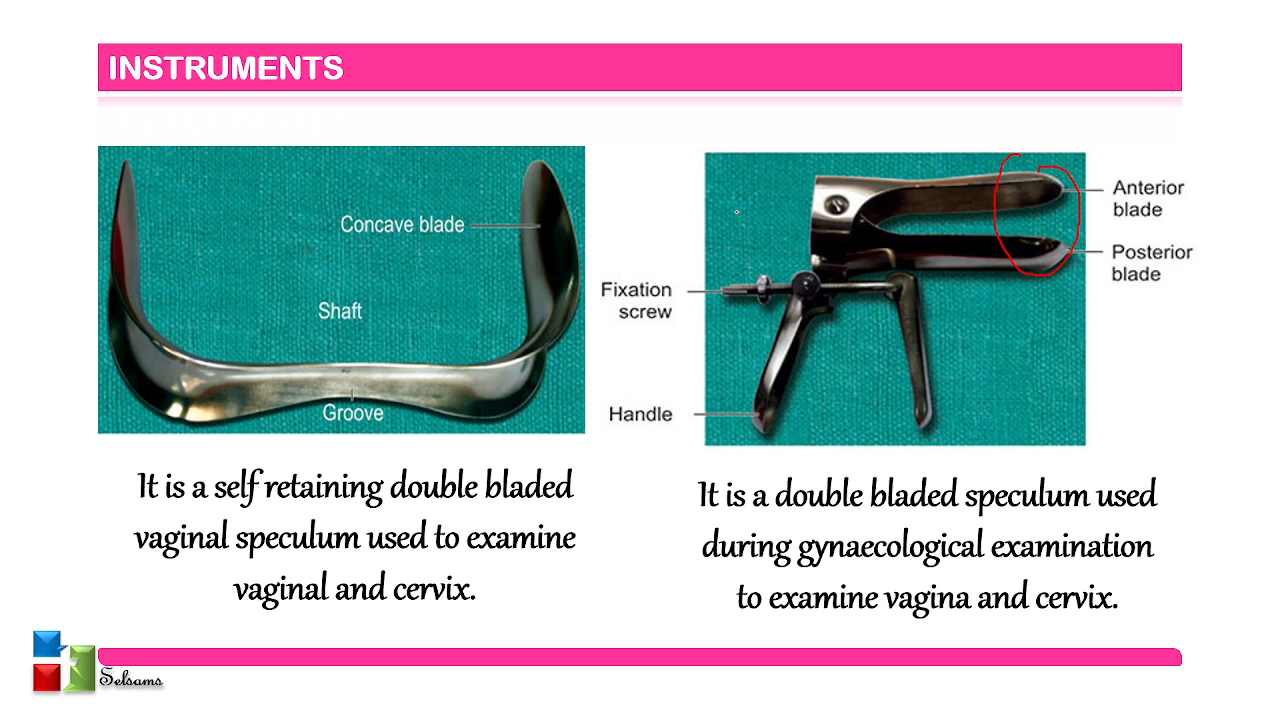 INSTRUMENTS
Concave blade
Shaft
Groove
Anterior
blade
Posterior
blade
Fixation
screw
Handle
It is a self retaining double bladed
vaginal speculum used to examine
vaginal and cervix.
It is a double bladed speculum used
during gynaecological examination
to examine vagina and cervix.
Selsams